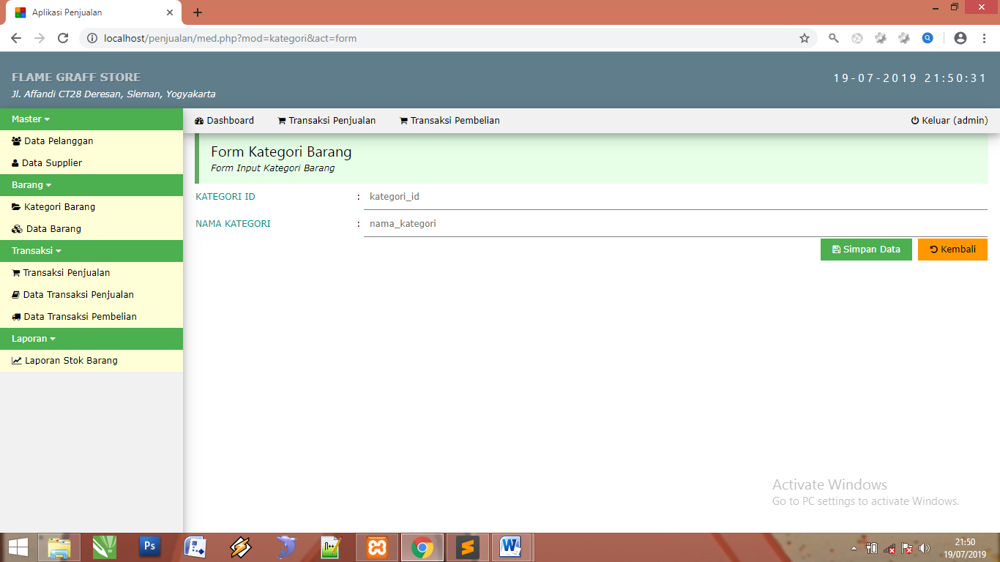 Aplikasi Penjualan
localhost/penjualan/med.php?mod=kategori&act=form
FLAME GRAFF STORE
Jl. Affandi CT28 Deresan, Sleman, Yogyakarta
19-07-2019 21:50:31
Master
Data Pelanggan
Data Supplier
Barang
Kategori Barang
Data Barang
Transaksi
Transaksi Penjualan
Data Transaksi Penjualan
Data Transaksi Pembelian
Laporan
Laporan Stok Barang
Dashboard Transaksi Penjualan Transaksi Pembelian Keluar (admin)
Form Kategori Barang
Form Input Kategori Barang
KATEGORI ID : kategori_id
NAMA KATEGORI : nama_kategori
Simpan Data Kembali
Activate Windows
Go to PC settings to activate Windows.
Ps
N++
W
21:50
19/07/2019